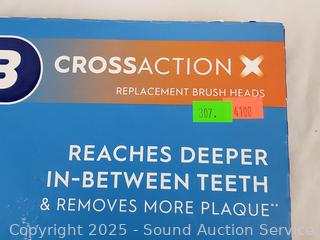 B
CROSSACTION X
REPLACEMENT BRUSH HEADS
307. 4100
REACHES DEEPER
IN-BETWEEN TEETH
& REMOVES MORE PLAQUE**
Copyright 2025 - Sound Auction Service